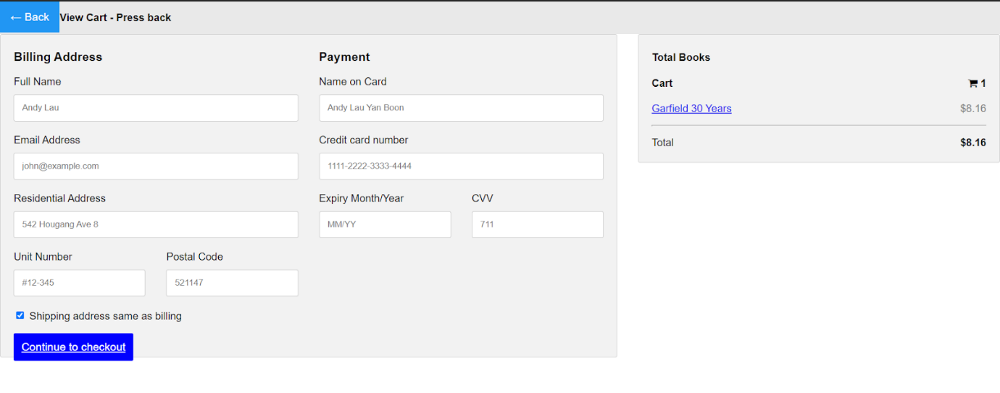 ← Back View Cart - Press back
Billing Address
Full Name
Andy Lau
Email Address
john@example.com
Residential Address
542 Hougang Ave 8
Unit Number Postal Code
#12-345 521147
Shipping address same as billing
Continue to checkout
Payment
Name on Card
Andy Lau Yan Boon
Credit card number
1111-2222-3333-4444
Expiry Month/Year CVV
MM/YY 711
Total Books
Cart 1
Garfield 30 Years $8.16
Total $8.16